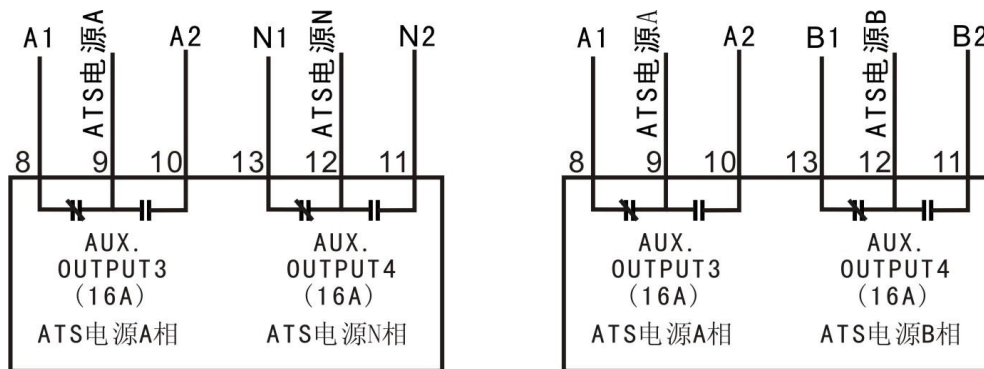 A1 ATS电源A A2 N1 ATS电源N N2
8 9 10 13 12 11
AUX. AUX.
OUTPUT3 OUTPUT4
(16A) (16A)
ATS电源A相 ATS电源N相
A1 ATS电源A A2 B1 ATS电源B B2
8 9 10 13 12 11
AUX. AUX.
OUTPUT3 OUTPUT4
(16A) (16A)
ATS电源A相 ATS电源B相